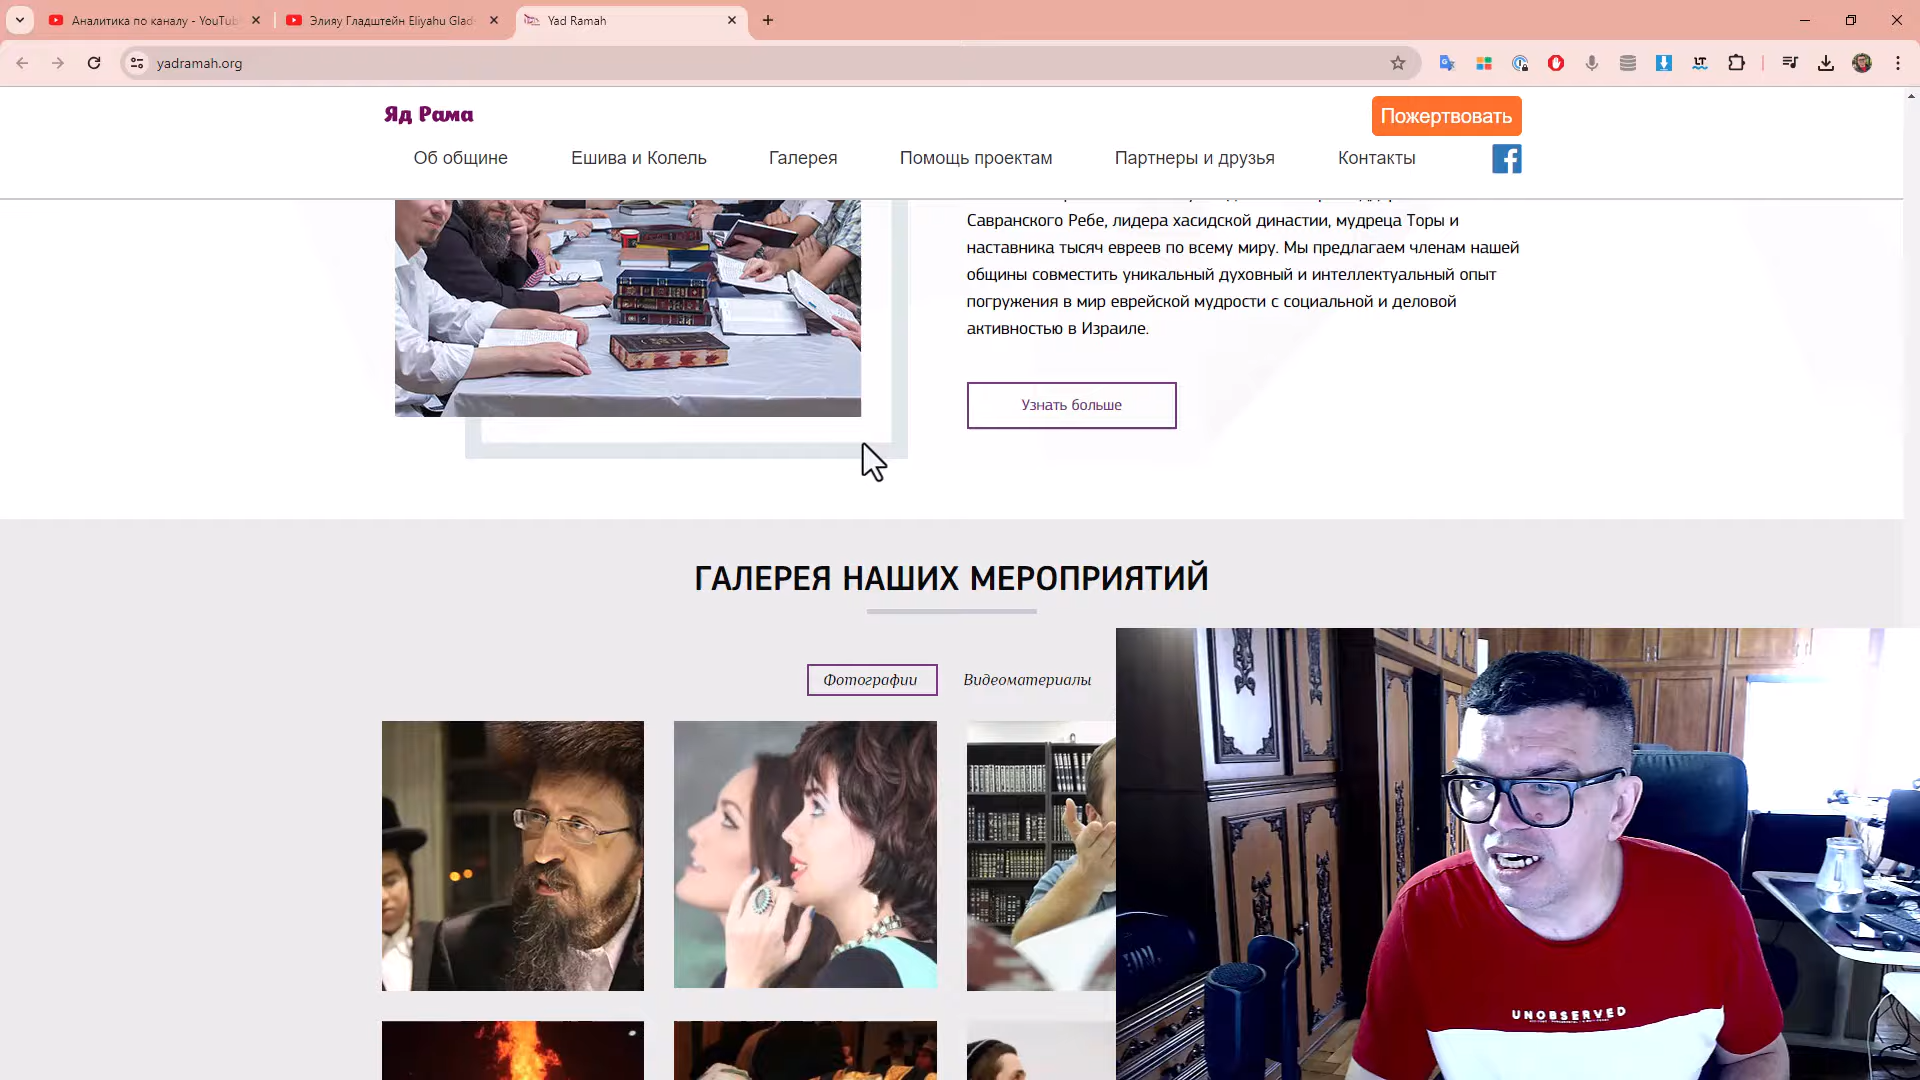 Аналитика по каналу - YouTub
Элияу Гладштейн Eliyahu Glad
Yad Ramah
yadramah.org
Яд Рама
Пожертвовать
Об общине
Ешива и Колель
Галерея
Помощь проектам
Партнеры и друзья
Контакты
Савранского Ребе, лидера хасидской династии, мудреца Торы и
наставника тысяч евреев по всему миру. Мы предлагаем членам нашей
общины совместить уникальный духовный и интеллектуальный опыт
погружения в мир еврейской мудрости с социальной и деловой
активностью в Израиле.
Узнать больше
ГАЛЕРЕЯ НАШИХ МЕРОПРИЯТИЙ
Фотографии
Видеоматериалы
UNOBSERVED